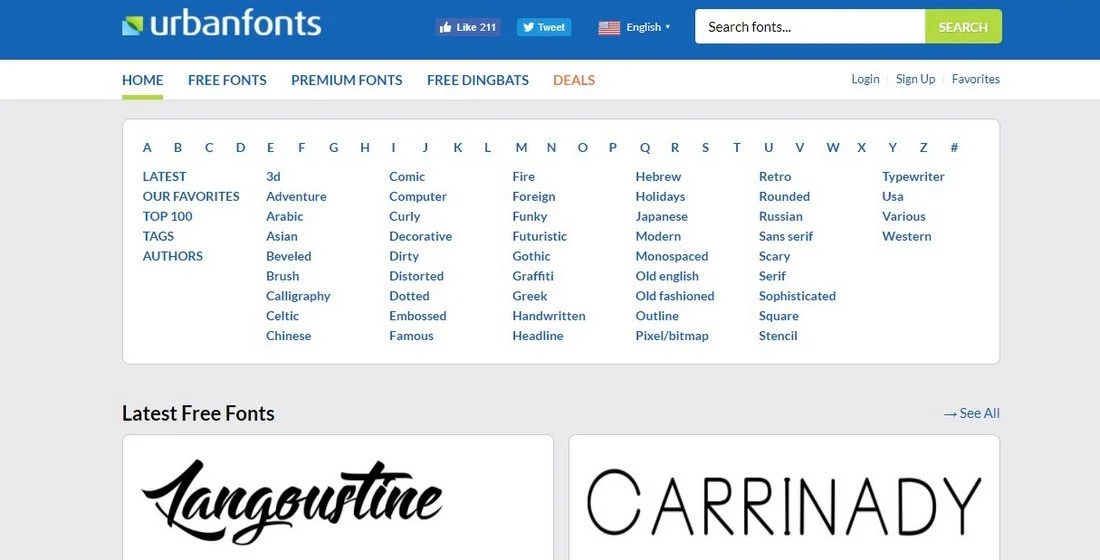 urbanfonts
Like 211 Tweet English Search fonts... SEARCH
HOME FREE FONTS PREMIUM FONTS FREE DINGBATS DEALS Login Sign Up Favorites
A B C D E F G H I J K L M N O P Q R S T U V W X Y Z #
LATEST 3d Comic Fire Hebrew Retro Typewriter
OUR FAVORITES Adventure Computer Foreign Holidays Rounded Usa
TOP 100 Arabic Curly Funky Japanese Russian Various
TAGS Asian Decorative Futuristic Modern Sans serif Western
AUTHORS Beveled Dirty Gothic Monospaced Scary
Brush Distorted Graffiti Old english Serif
Calligraphy Dotted Greek Old fashioned Sophisticated
Celtic Embossed Handwritten Outline Square
Chinese Famous Headline Pixel/bitmap Stencil
Latest Free Fonts → See All
Langoustine CARRINADY